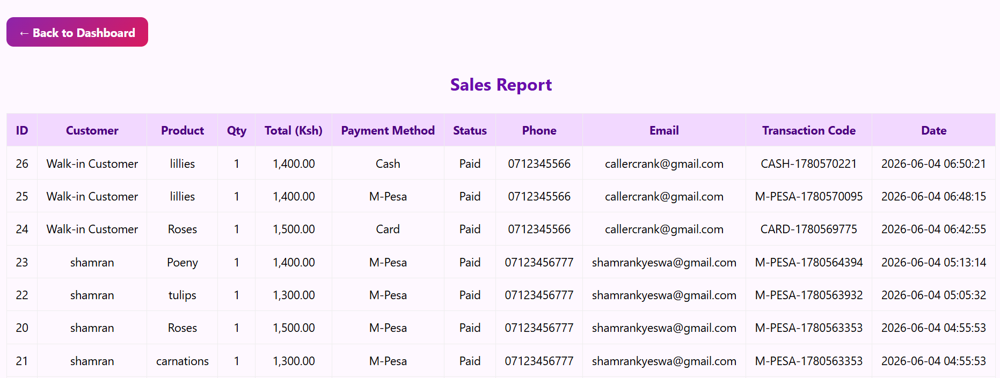 ← Back to Dashboard
Sales Report
ID Customer Product Qty Total (Ksh) Payment Method Status Phone Email Transaction Code Date
26 Walk-in Customer lillies 1 1,400.00 Cash Paid 0712345566 callercrank@gmail.com CASH-1780570221 2026-06-04 06:50:21
25 Walk-in Customer lillies 1 1,400.00 M-Pesa Paid 0712345566 callercrank@gmail.com M-PESA-1780570095 2026-06-04 06:48:15
24 Walk-in Customer Roses 1 1,500.00 Card Paid 0712345566 callercrank@gmail.com CARD-1780569775 2026-06-04 06:42:55
23 shamran Poeny 1 1,400.00 M-Pesa Paid 07123456777 shamrankyeswa@gmail.com M-PESA-1780564394 2026-06-04 05:13:14
22 shamran tulips 1 1,300.00 M-Pesa Paid 07123456777 shamrankyeswa@gmail.com M-PESA-1780563932 2026-06-04 05:05:32
20 shamran Roses 1 1,500.00 M-Pesa Paid 07123456777 shamrankyeswa@gmail.com M-PESA-1780563353 2026-06-04 04:55:53
21 shamran carnations 1 1,300.00 M-Pesa Paid 07123456777 shamrankyeswa@gmail.com M-PESA-1780563353 2026-06-04 04:55:53